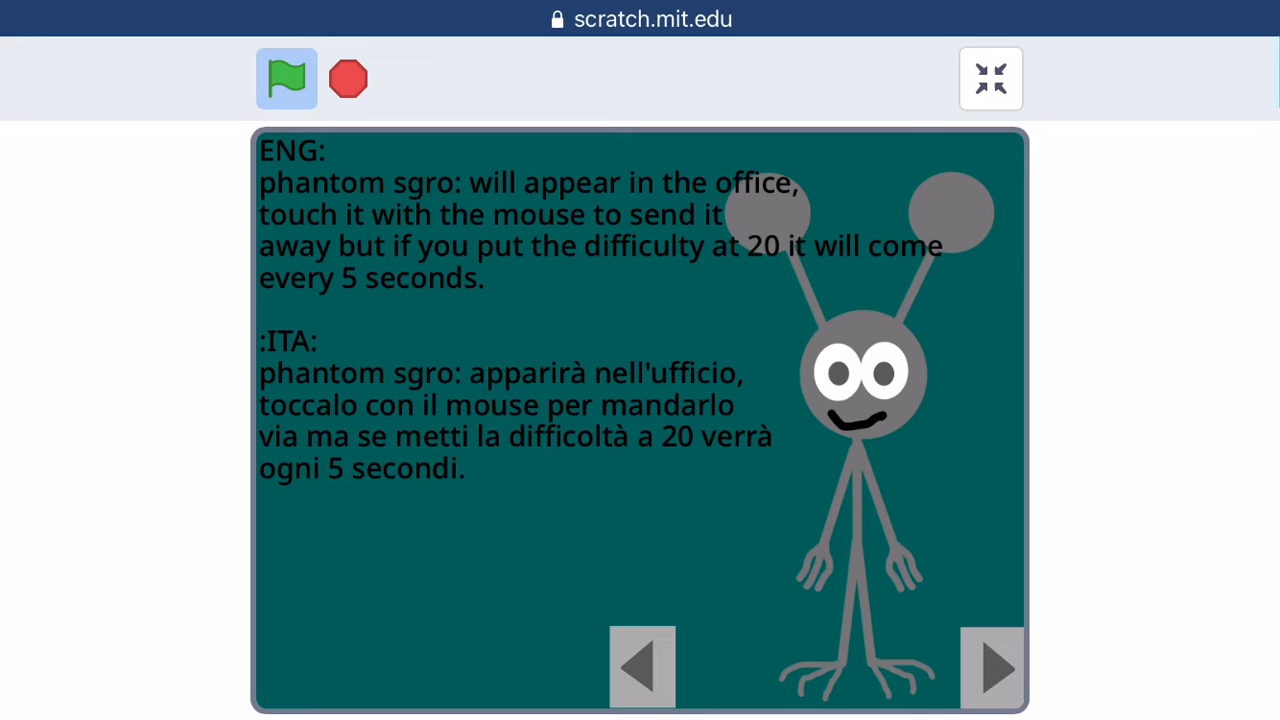 scratch.mit.edu
ENG:
phantom sgro: will appear in the office,
touch it with the mouse to send it
away but if you put the difficulty at 20 it will come
every 5 seconds.
:ITA:
phantom sgro: apparirà nell'ufficio,
toccalo con il mouse per mandarlo
via ma se metti la difficoltà a 20 verrà
ogni 5 secondi.